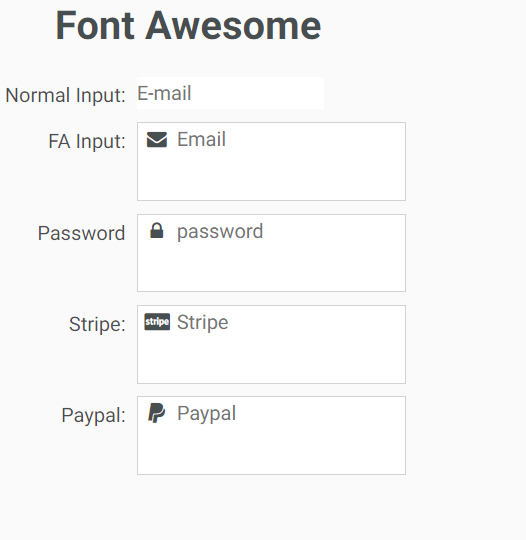 Font Awesome
Normal Input: E-mail
FA Input: Email
Password password
Stripe: stripe Stripe
Paypal: Paypal